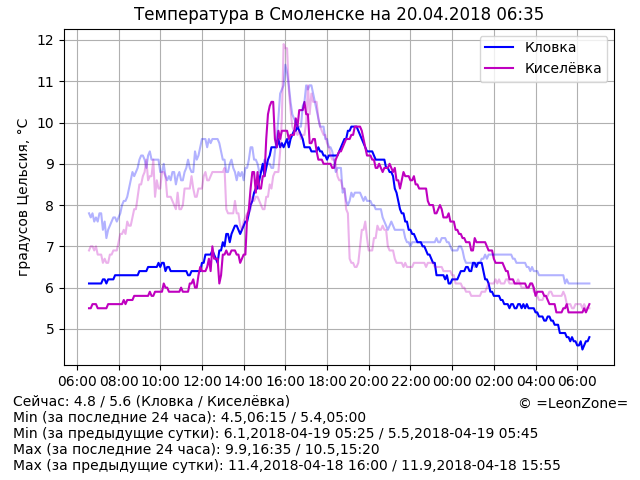 Температура в Смоленске на 20.04.2018 06:35
12
11
10
9
8
7
6
5
градусов Цельсия, °C
Кловка
Киселёвка
06:00 08:00 10:00 12:00 14:00 16:00 18:00 20:00 22:00 00:00 02:00 04:00 06:00
Сейчас: 4.8 / 5.6 (Кловка / Киселёвка)
© =LeonZone=
Min (за последние 24 часа): 4.5,06:15 / 5.4,05:00
Min (за предыдущие сутки): 6.1,2018-04-19 05:25 / 5.5,2018-04-19 05:45
Max (за последние 24 часа): 9.9,16:35 / 10.5,15:20
Max (за предыдущие сутки): 11.4,2018-04-18 16:00 / 11.9,2018-04-18 15:55